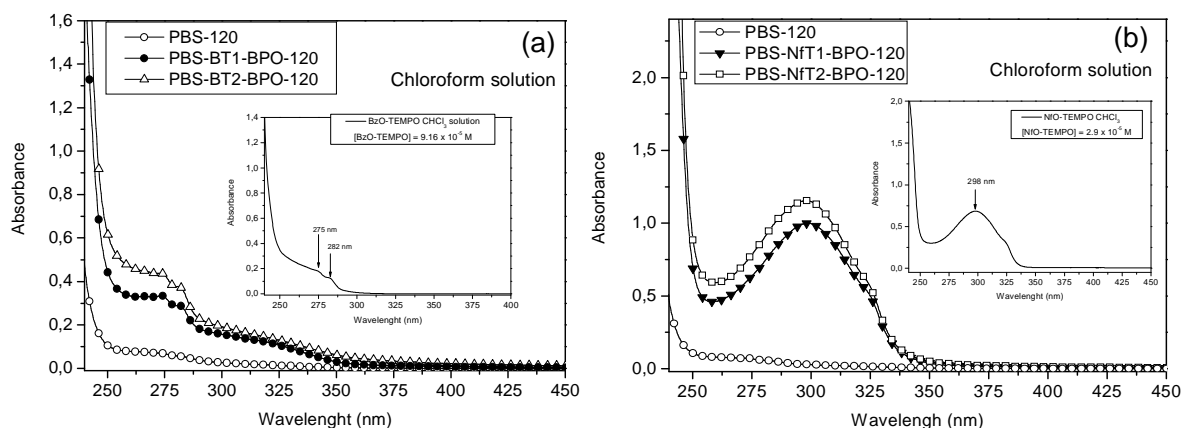 (a)
PBS-120
PBS-BT1-BPO-120
PBS-BT2-BPO-120
Chloroform solution
BzO-TEMPO CHCl3 solution
[BzO-TEMPO] = 9.16 x 10-5 M
275 nm
282 nm
1,4
1,2
1,0
0,8
0,6
0,4
0,2
0,0
Absorbance
250 275 300 325 350 375 400
Wavelenght (nm)
1,6
1,4
1,2
1,0
0,8
0,6
0,4
0,2
0,0
Absorbance
250 275 300 325 350 375 400 425 450
Wavelenght (nm)
(b)
PBS-120
PBS-NfT1-BPO-120
PBS-NfT2-BPO-120
Chloroform solution
NfO-TEMPO CHCl3
[NfO-TEMPO] = 2.9 x 10-5 M
298 nm
2,0
1,5
1,0
0,5
0,0
Absorbance
250 275 300 325 350 375 400 425 450
Wavelenght (nm)
2,0
1,5
1,0
0,5
0,0
Absorbance
250 275 300 325 350 375 400 425 450
Wavelengh (nm)